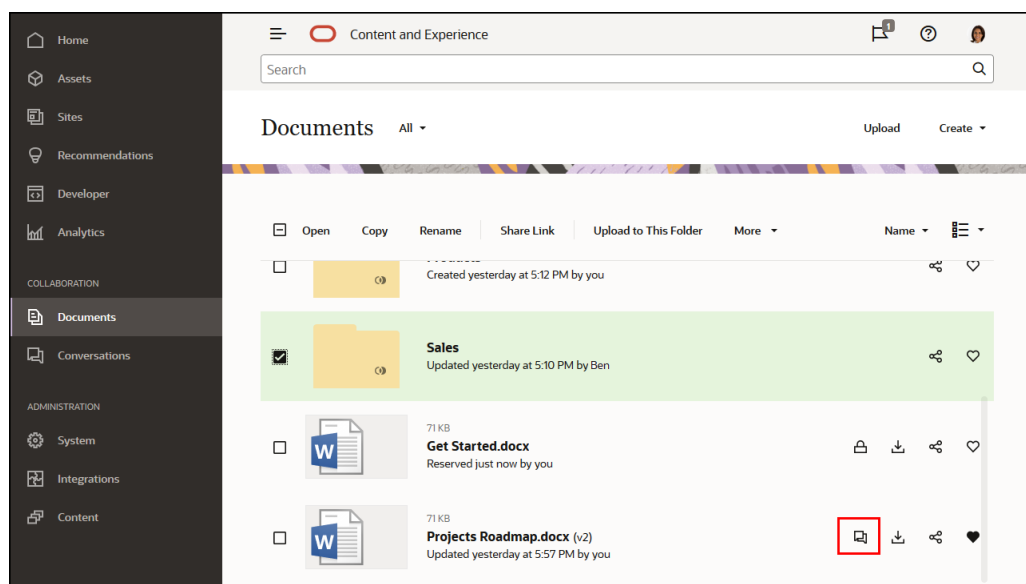 Home
Assets
Sites
Recommendations
Developer
Analytics
COLLABORATION
Documents
Conversations
ADMINISTRATION
System
Integrations
Content
Content and Experience
1
Search
Documents All
Upload Create
Open Copy Rename Share Link Upload to This Folder More Name
Created yesterday at 5:12 PM by you
Sales
Updated yesterday at 5:10 PM by Ben
71 KB
W
Get Started.docx
Reserved just now by you
71 KB
W
Projects Roadmap.docx (v2)
Updated yesterday at 5:57 PM by you